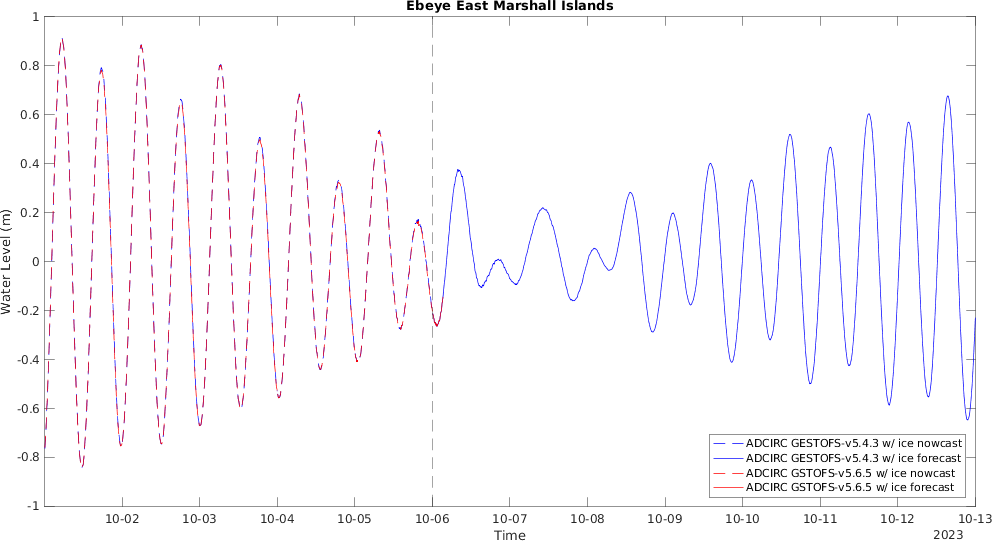 Ebeye East Marshall Islands
1
0.8
0.6
0.4
0.2
0
-0.2
-0.4
-0.6
-0.8
-1
Water Level (m)
ADCIRC GESTOFS-v5.4.3 w/ ice nowcast
ADCIRC GESTOFS-v5.4.3 w/ ice forecast
ADCIRC GSTOFS-v5.6.5 w/ ice nowcast
ADCIRC GSTOFS-v5.6.5 w/ ice forecast
10-02 10-03 10-04 10-05 10-06 10-07 10-08 10-09 10-10 10-11 10-12 10-13
Time
2023